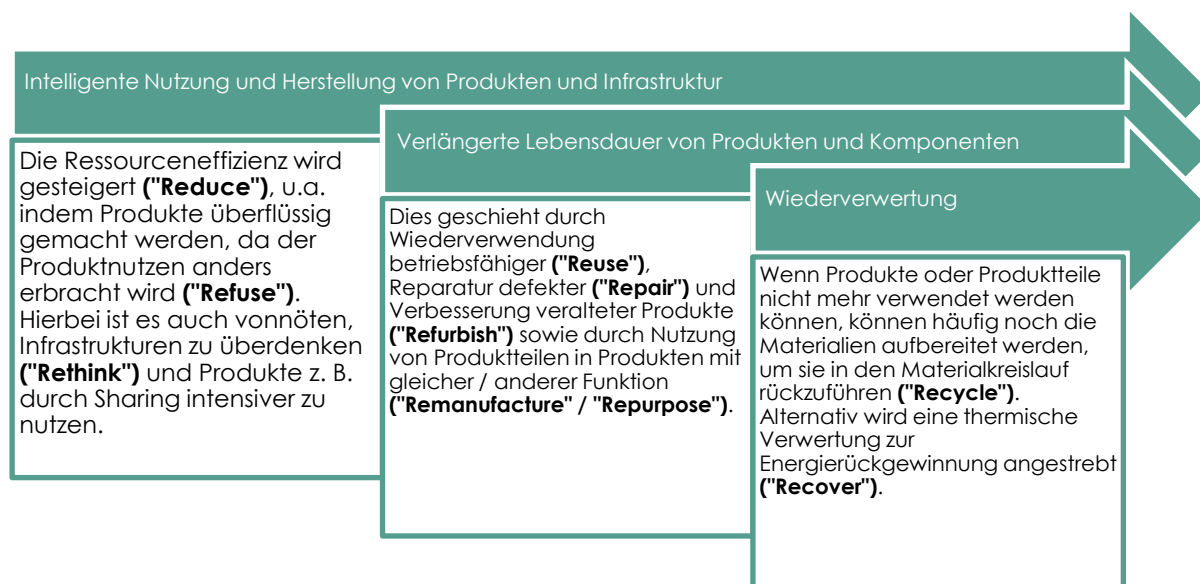 Intelligente Nutzung und Herstellung von Produkten und Infrastruktur
Die Ressourceneffizienz wird
gesteigert ("Reduce"), u.a.
indem Produkte überflüssig
gemacht werden, da der
Produktnutzen anders
erbracht wird ("Refuse").
Hierbei ist es auch vonnöten,
Infrastrukturen zu überdenken
("Rethink") und Produkte z. B.
durch Sharing intensiver zu
nutzen.
Verlängerte Lebensdauer von Produkten und Komponenten
Dies geschieht durch
Wiederverwendung
betriebsfähiger ("Reuse"),
Reparatur defekter ("Repair") und
Verbesserung veralteter Produkte
("Refurbish") sowie durch Nutzung
von Produktteilen in Produkten mit
gleicher / anderer Funktion
("Remanufacture" / "Repurpose").
Wiederverwertung
Wenn Produkte oder Produktteile
nicht mehr verwendet werden
können, können häufig noch die
Materialien aufbereitet werden,
um sie in den Materialkreislauf
rückzuführen ("Recycle").
Alternativ wird eine thermische
Verwertung zur
Energierückgewinnung angestrebt
("Recover").